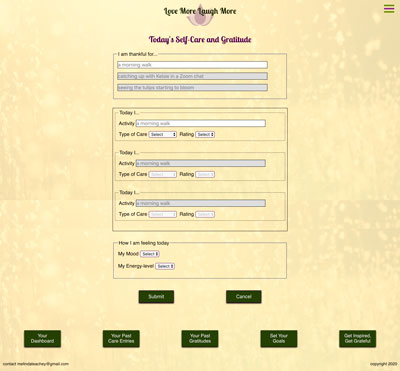 Love More Laugh More
Today's Self-Care and Gratitude
I am thankful for...
a morning walk
catching up with Kelsie in a Zoom chat
seeing the tulips starting to bloom
Today I...
Activity a morning walk
Type of Care Select Rating Select
Today I...
Activity a morning walk
Type of Care Select Rating Select
Today I...
Activity a morning walk
Type of Care Select Rating Select
How I am feeling today
My Mood Select
My Energy-level Select
Submit Cancel
Your Dashboard
Your Past Care Entries
Your Past Gratitudes
Set Your Goals
Get Inspired, Get Grateful
contact melindateachey@gmail.com copyright 2020